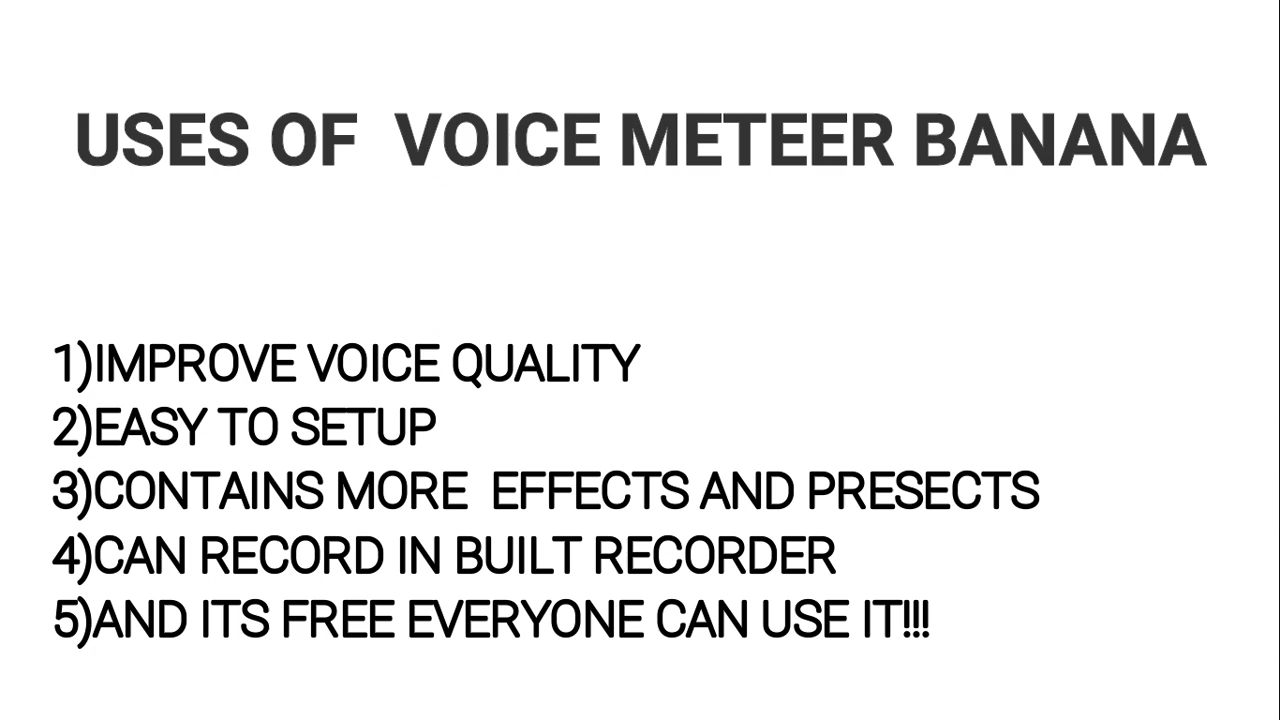 USES OF  VOICE METEER BANANA
1)IMPROVE VOICE QUALITY
2)EASY TO SETUP
3)CONTAINS MORE  EFFECTS AND PRESECTS
4)CAN RECORD IN BUILT RECORDER
5)AND ITS FREE EVERYONE CAN USE IT!!!